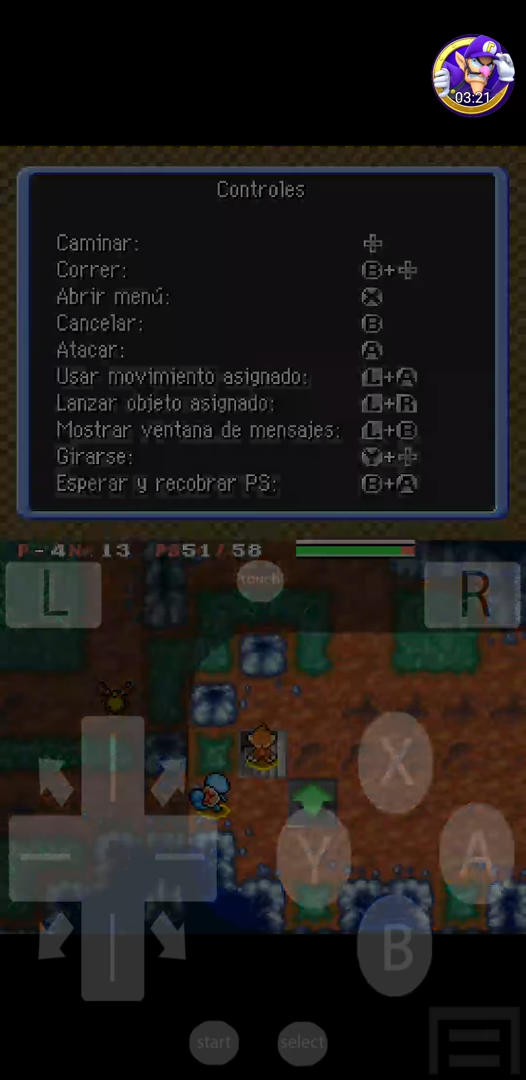 03:21
Controles
Caminar:
Correr: B+
Abrir menú: X
Cancelar: B
Atacar: A
Usar movimiento asignado: L+A
Lanzar objeto asignado: L+R
Mostrar ventana de mensajes: L+B
Girarse: Y+
Esperar y recobrar PS: B+A
P-4 Nv. 13 PS 51/58
L touch R
X
Y A
B
start select